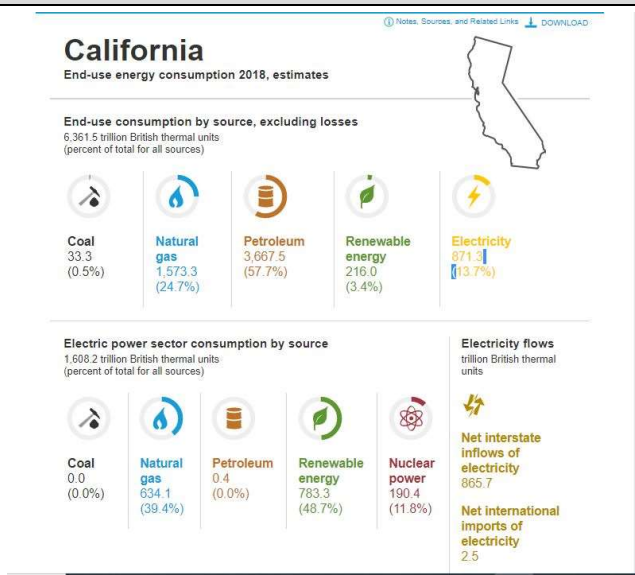 Notes, Sources, and Related Links DOWNLOAD
California
End-use energy consumption 2018, estimates
End-use consumption by source, excluding losses
6,361.5 trillion British thermal units
(percent of total for all sources)
Coal
33.3
(0.5%)
Natural
gas
1,573.3
(24.7%)
Petroleum
3,667.5
(57.7%)
Renewable
energy
216.0
(3.4%)
Electricity
871.3
(13.7%)
Electric power sector consumption by source
1,608.2 trillion British thermal units
(percent of total for all sources)
Coal
0.0
(0.0%)
Natural
gas
634.1
(39.4%)
Petroleum
0.4
(0.0%)
Renewable
energy
783.3
(48.7%)
Nuclear
power
190.4
(11.8%)
Electricity flows
trillion British thermal
units
Net interstate
inflows of
electricity
865.7
Net international
imports of
electricity
2.5